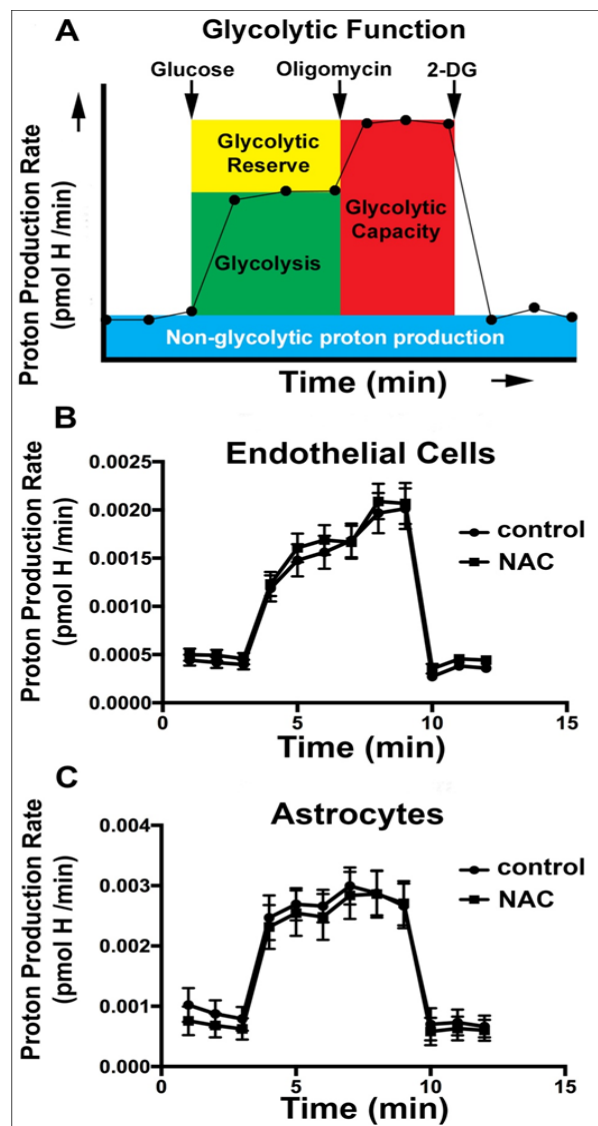 A
Glycolytic Function
Glucose
Oligomycin
2-DG
Proton Production Rate
(pmol H /min)
Glycolytic
Reserve
Glycolysis
Glycolytic
Capacity
Non-glycolytic proton production
Time (min)
B
Endothelial Cells
Proton Production Rate
(pmol H /min)
0.0025
0.0020
0.0015
0.0010
0.0005
0.0000
control
NAC
0
5
10
15
Time (min)
C
Astrocytes
Proton Production Rate
(pmol H /min)
0.004
0.003
0.002
0.001
0.000
control
NAC
0
5
10
15
Time (min)